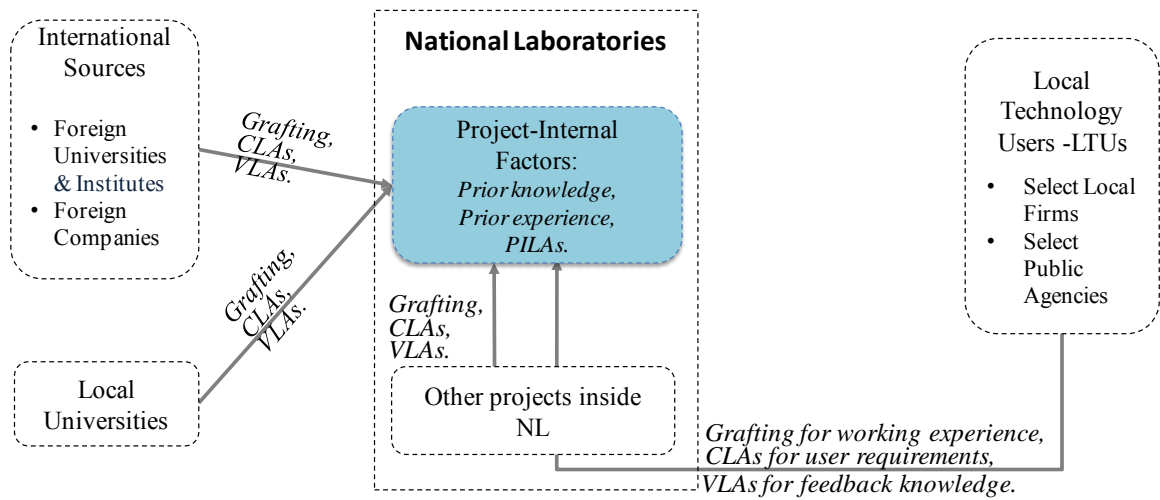 International
Sources
• Foreign
Universities
& Institutes
• Foreign
Companies
Grafting,
CLAs,
VLAs.
Local
Universities
Grafting,
CLAs,
VLAs.
National Laboratories
Project-Internal
Factors:
Prior knowledge,
Prior experience,
PILAs.
Grafting,
CLAs,
VLAs.
Other projects inside
NL
Local
Technology
Users -LTUs
• Select Local
Firms
• Select
Public
Agencies
Grafting for working experience,
CLAs for user requirements,
VLAs for feedback knowledge.